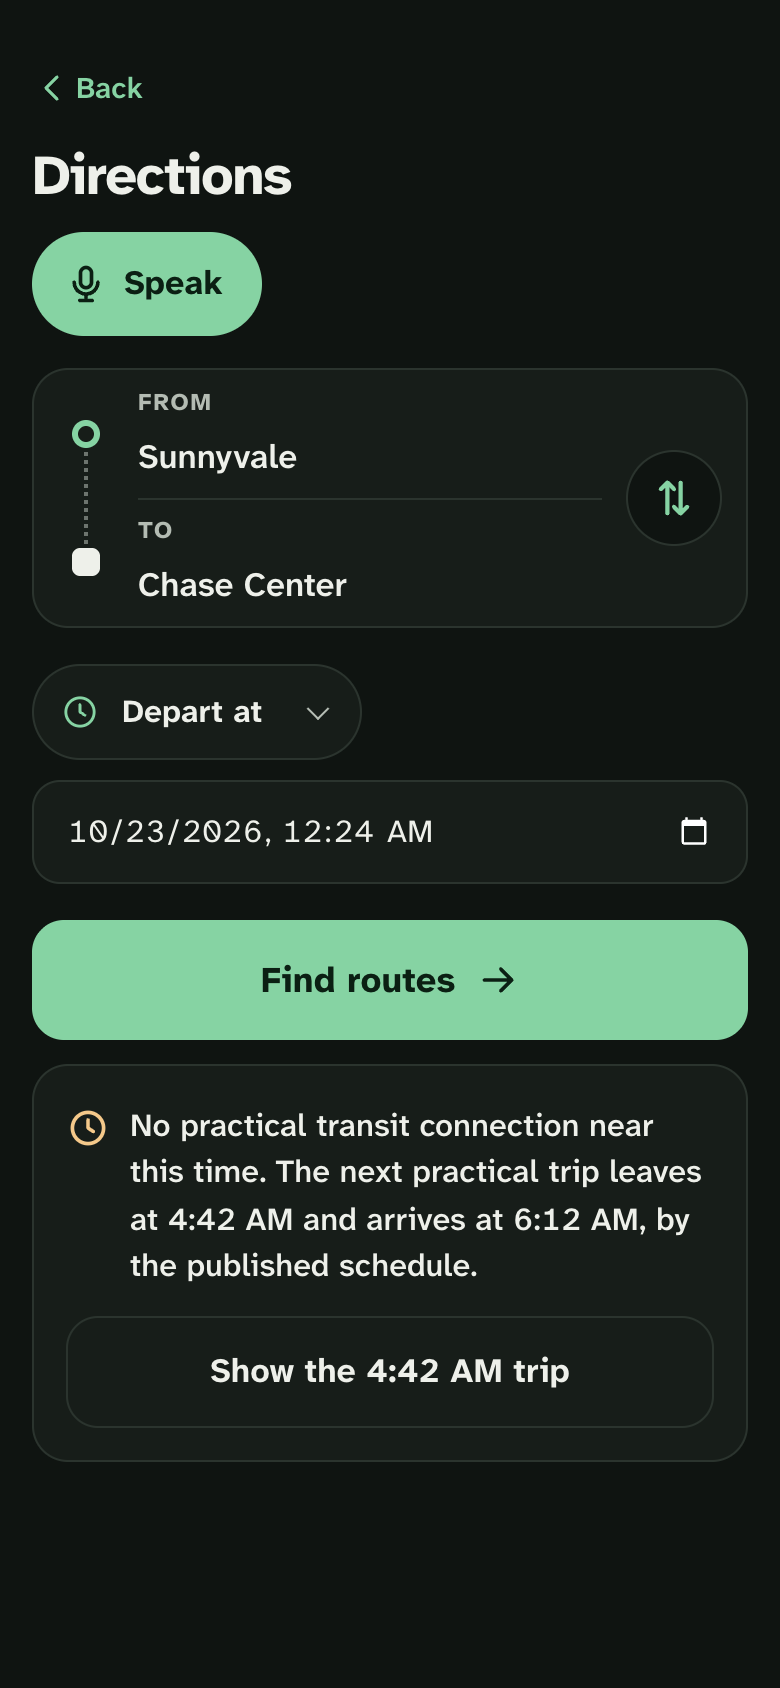 Back
Directions
Speak
FROM
Sunnyvale
TO
Chase Center
Depart at
10/23/2026, 12:24 AM
Find routes
No practical transit connection near
this time. The next practical trip leaves
at 4:42 AM and arrives at 6:12 AM, by
the published schedule.
Show the 4:42 AM trip